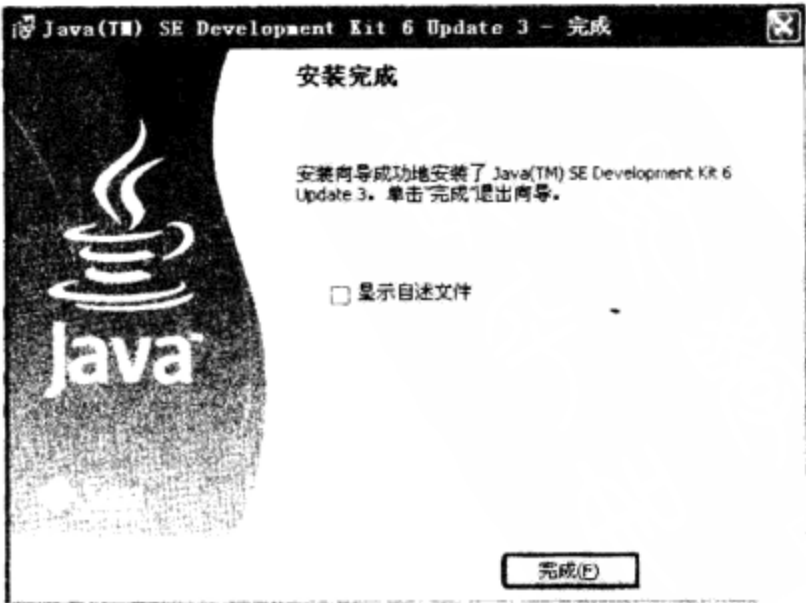 Java(TM) SE Development Kit 6 Update 3 - 完成
安装完成
安装向导成功地安装了 Java(TM) SE Development Kit 6
Update 3。单击"完成"退出向导。
显示自述文件
Java™
完成(F)